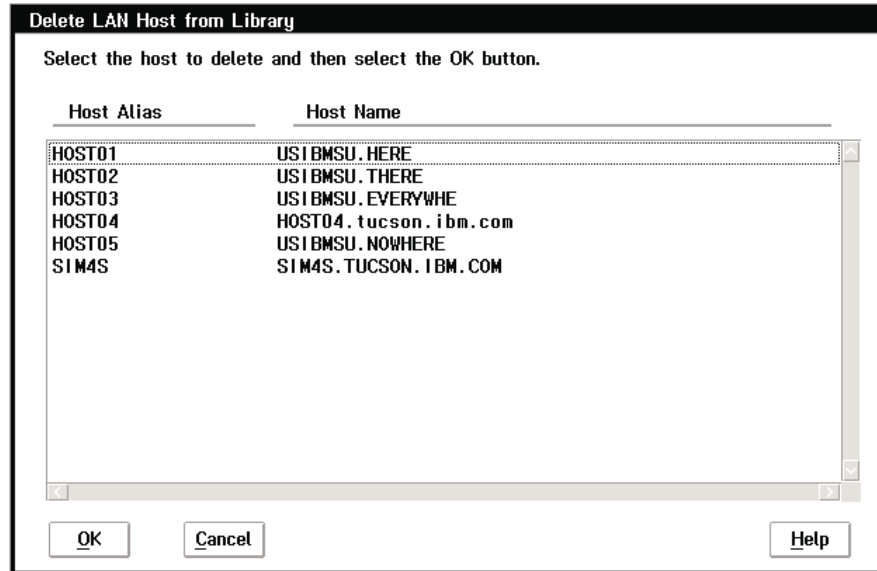 Delete LAN Host from Library
Select the host to delete and then select the OK button.
Host Alias Host Name
HOST01 USIBMSU.HERE
HOST02 USIBMSU.THERE
HOST03 USIBMSU.EVERYWHE
HOST04 HOST04.tucson.ibm.com
HOST05 USIBMSU.NOWHERE
SIM4S SIM4S.TUCSON.IBM.COM
OK Cancel Help